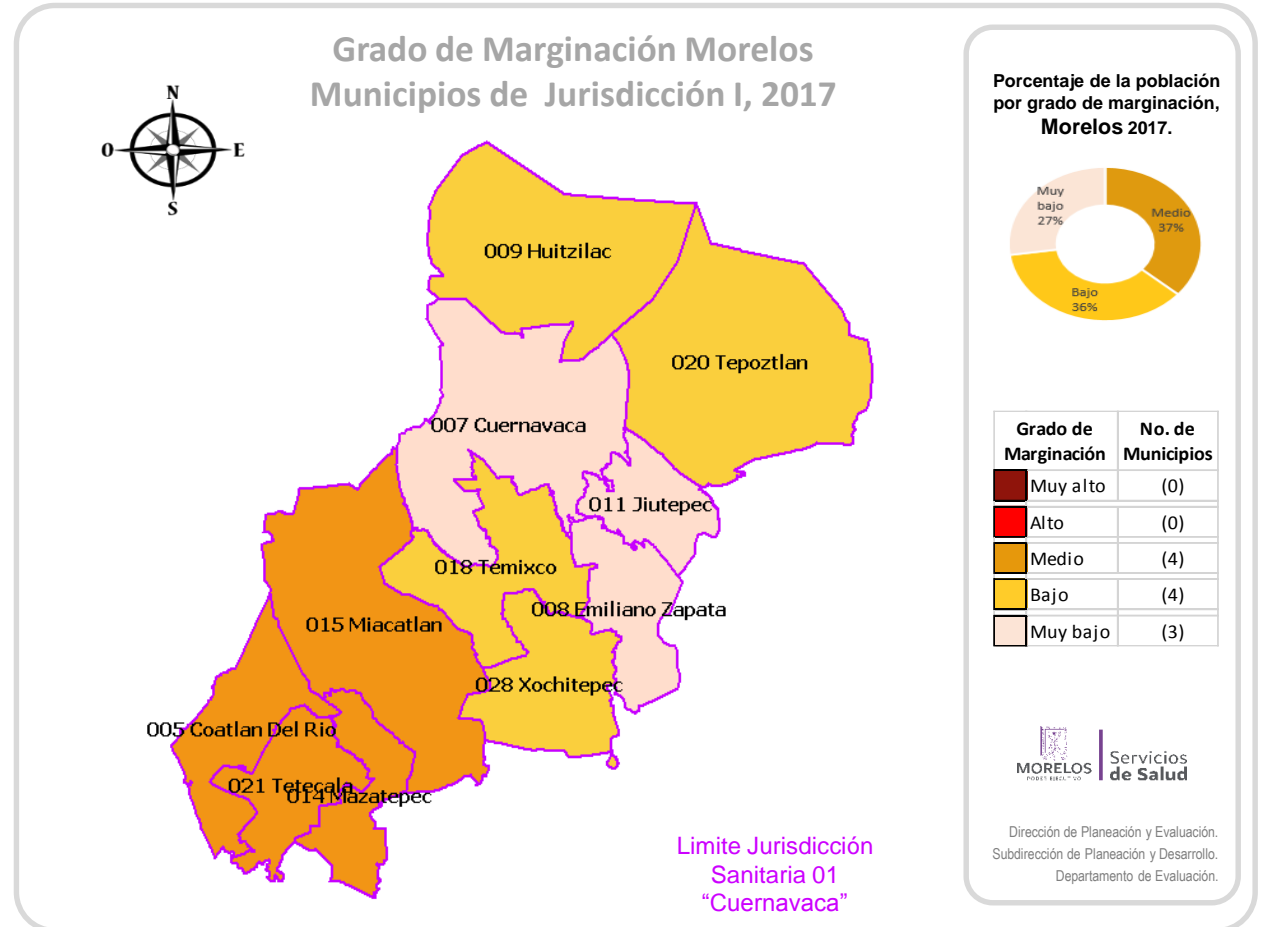 Grado de Marginación Morelos
Municipios de Jurisdicción I, 2017
N
O
E
S
009 Huitzilac
020 Tepoztlan
007 Cuernavaca
011 Jiutepec
018 Temixco
008 Emiliano Zapata
015 Miacatlan
028 Xochitepec
005 Coatlan Del Rio
021 Tetecala
014 Mazatepec
Limite Jurisdicción
Sanitaria 01
“Cuernavaca”
Porcentaje de la población
por grado de marginación,
Morelos 2017.
Muy
bajo
27%
Medio
37%
Bajo
36%
Grado de
Marginación
No. de
Municipios
Muy alto (0)
Alto (0)
Medio (4)
Bajo (4)
Muy bajo (3)
MORELOS
PODER EJECUTIVO
Servicios
de Salud
Dirección de Planeación y Evaluación.
Subdirección de Planeación y Desarrollo.
Departamento de Evaluación.